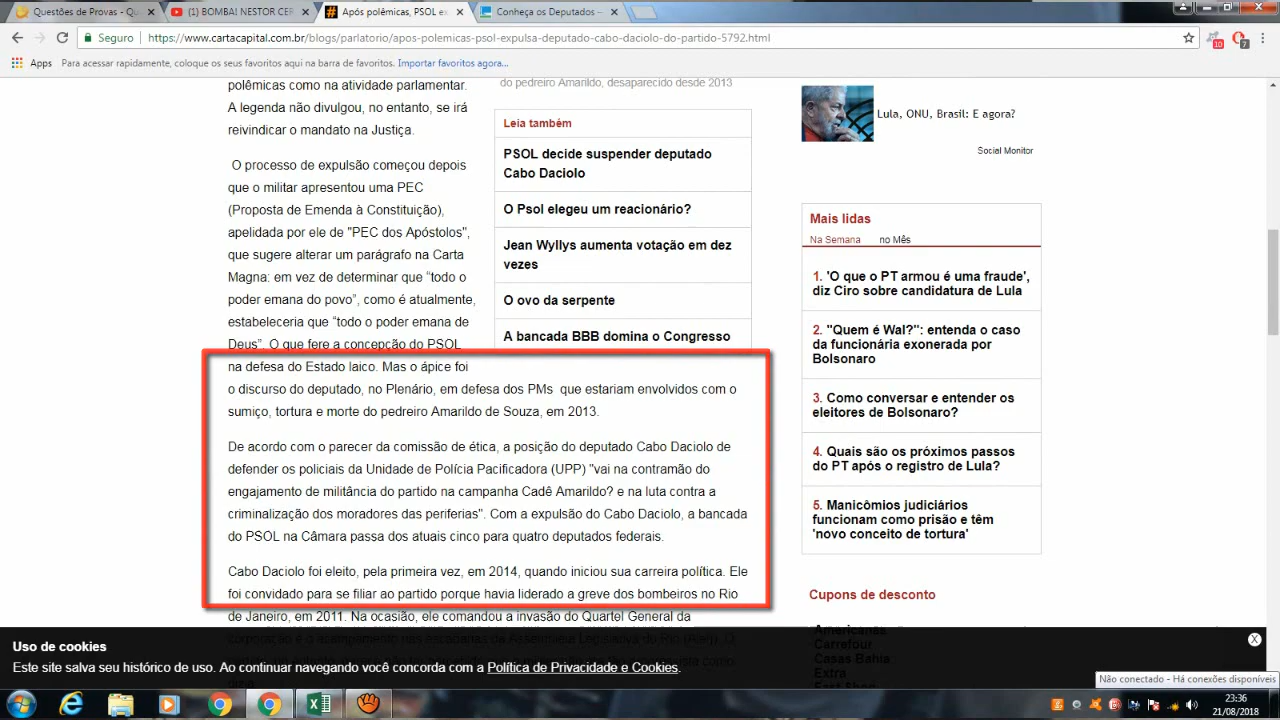 Questões de Provas - Q
(1) BOMBA! NESTOR CER
Após polêmicas, PSOL ex
Conheça os Deputados —
Seguro
https://www.cartacapital.com.br/blogs/parlatorio/apos-polemicas-psol-expulsa-deputado-cabo-daciolo-do-partido-5792.html
10
7
Apps
Para acessar rapidamente, coloque os seus favoritos aqui na barra de favoritos.
Importar favoritos agora...
polêmicas como na atividade parlamentar.
A legenda não divulgou, no entanto, se irá
reivindicar o mandato na Justiça.
O processo de expulsão começou depois
que o militar apresentou uma PEC
(Proposta de Emenda à Constituição),
apelidada por ele de "PEC dos Apóstolos",
que sugere alterar um parágrafo na Carta
Magna: em vez de determinar que “todo o
poder emana do povo”, como é atualmente,
estabeleceria que “todo o poder emana de
Deus”. O que fere a concepção do PSOL
na defesa do Estado laico. Mas o ápice foi
o discurso do deputado, no Plenário, em defesa dos PMs que estariam envolvidos com o
sumiço, tortura e morte do pedreiro Amarildo de Souza, em 2013.
De acordo com o parecer da comissão de ética, a posição do deputado Cabo Daciolo de
defender os policiais da Unidade de Polícia Pacificadora (UPP) "vai na contramão do
engajamento de militância do partido na campanha Cadê Amarildo? e na luta contra a
criminalização dos moradores das periferias". Com a expulsão do Cabo Daciolo, a bancada
do PSOL na Câmara passa dos atuais cinco para quatro deputados federais.
Cabo Daciolo foi eleito, pela primeira vez, em 2014, quando iniciou sua carreira política. Ele
foi convidado para se filiar ao partido porque havia liderado a greve dos bombeiros no Rio
de Janeiro, em 2011. Na ocasião, ele comandou a invasão do Quartel General da
corporação e o acampamento nas escadarias da Assembleia Legislativa do Rio (Alerj). O
do pedreiro Amarildo, desaparecido desde 2013
Leia também
PSOL decide suspender deputado
Cabo Daciolo
O Psol elegeu um reacionário?
Jean Wyllys aumenta votação em dez
vezes
O ovo da serpente
A bancada BBB domina o Congresso
Lula, ONU, Brasil: E agora?
Social Monitor
Mais lidas
Na Semana no Mês
1. 'O que o PT armou é uma fraude',
diz Ciro sobre candidatura de Lula
2. "Quem é Wal?": entenda o caso
da funcionária exonerada por
Bolsonaro
3. Como conversar e entender os
eleitores de Bolsonaro?
4. Quais são os próximos passos
do PT após o registro de Lula?
5. Manicômios judiciários
funcionam como prisão e têm
'novo conceito de tortura'
Cupons de desconto
Americanas
Carrefour
Casas Bahia
Extra
Uso de cookies
Este site salva seu histórico de uso. Ao continuar navegando você concorda com a Política de Privacidade e Cookies.
X
Não conectado - Há conexões disponíveis
23:36
21/08/2018